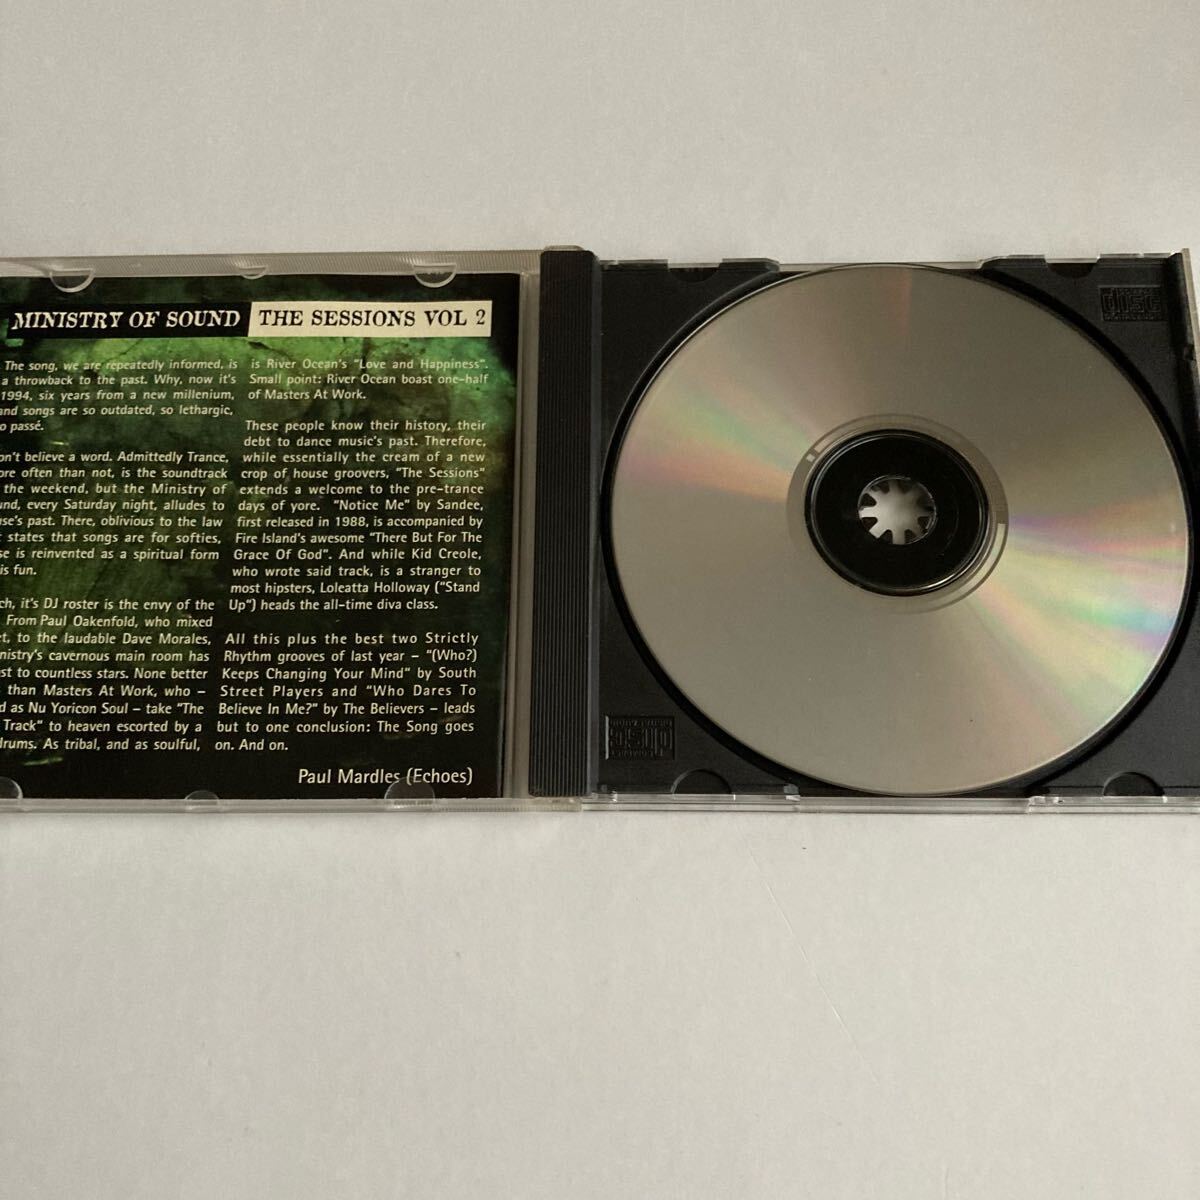 MINISTRY OF SOUND THE SESSIONS VOL 2
The song, we are repeatedly informed, is
a throwback to the past. Why, now it's
1994, six years from a new millenium,
and songs are so outdated, so lethargic,
o passé.
on't believe a word. Admittedly Trance,
ore often than not, is the soundtrack
the weekend, but the Ministry of
und, every Saturday night, alludes to
use's past. There, oblivious to the law
t states that songs are for softies,
se is reinvented as a spiritual form
is fun.
ch, it's DJ roster is the envy of the
From Paul Oakenfold, who mixed
et, to the laudable Dave Morales,
nistry's cavernous main room has
st to countless stars. None better
than Masters At Work, who –
d as Nu Yoricon Soul – take "The
Track" to heaven escorted by a
drums. As tribal, and as soulful,
is River Ocean's "Love and Happiness".
Small point: River Ocean boast one-half
of Masters At Work.
These people know their history, their
debt to dance music's past. Therefore,
while essentially the cream of a new
crop of house groovers, "The Sessions"
extends a welcome to the pre-trance
days of yore. "Notice Me" by Sandee,
first released in 1988, is accompanied by
Fire Island's awesome "There But For The
Grace Of God". And while Kid Creole,
who wrote said track, is a stranger to
most hipsters, Loleatta Holloway ("Stand
Up") heads the all-time diva class.
All this plus the best two Strictly
Rhythm grooves of last year – "(Who?)
Keeps Changing Your Mind" by South
Street Players and "Who Dares To
Believe In Me?" by The Believers – leads
but to one conclusion: The Song goes
on. And on.
Paul Mardles (Echoes)
disc
disc